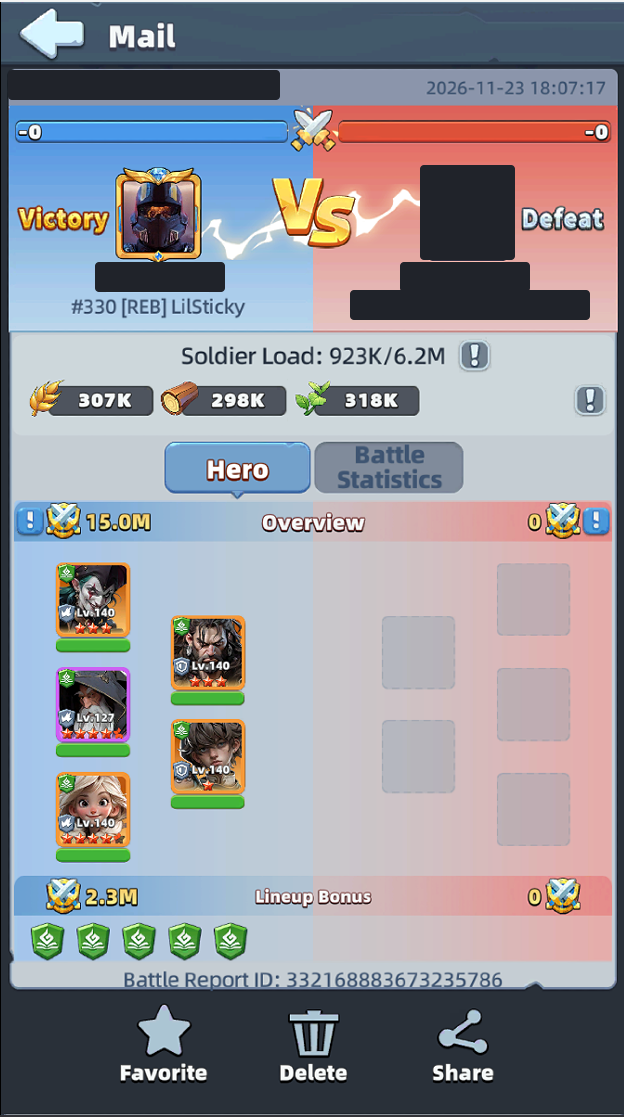 Mail
2026-11-23 18:07:17
-0
-0
Victory
VS
Defeat
#330 [REB] LilSticky
Soldier Load: 923K/6.2M
307K
298K
318K
Hero
Battle
Statistics
15.0M
Overview
0
Lv.140
Lv.140
Lv.127
Lv.140
Lv.140
2.3M
Lineup Bonus
0
Battle Report ID: 332168883673235786
Favorite
Delete
Share